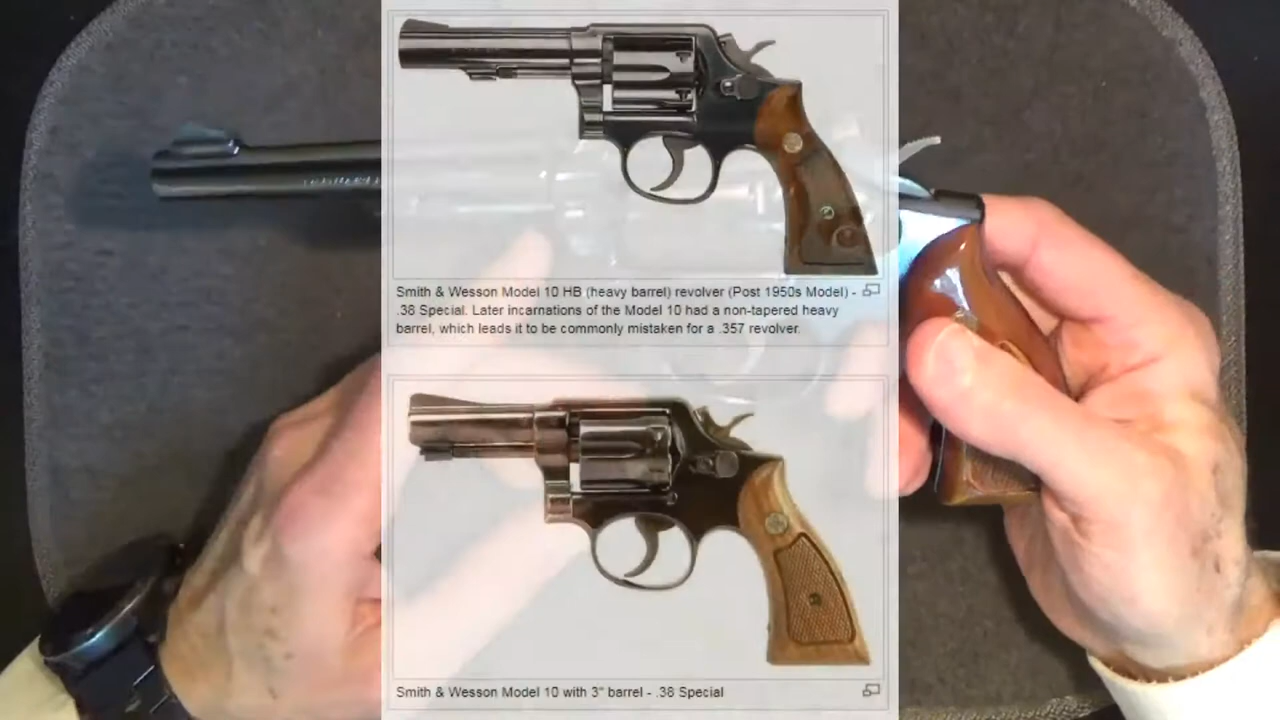 Smith & Wesson Model 10 HB (heavy barrel) revolver (Post 1950s Model) -
.38 Special. Later incarnations of the Model 10 had a non-tapered heavy
barrel, which leads it to be commonly mistaken for a .357 revolver.
Smith & Wesson Model 10 with 3" barrel - .38 Special